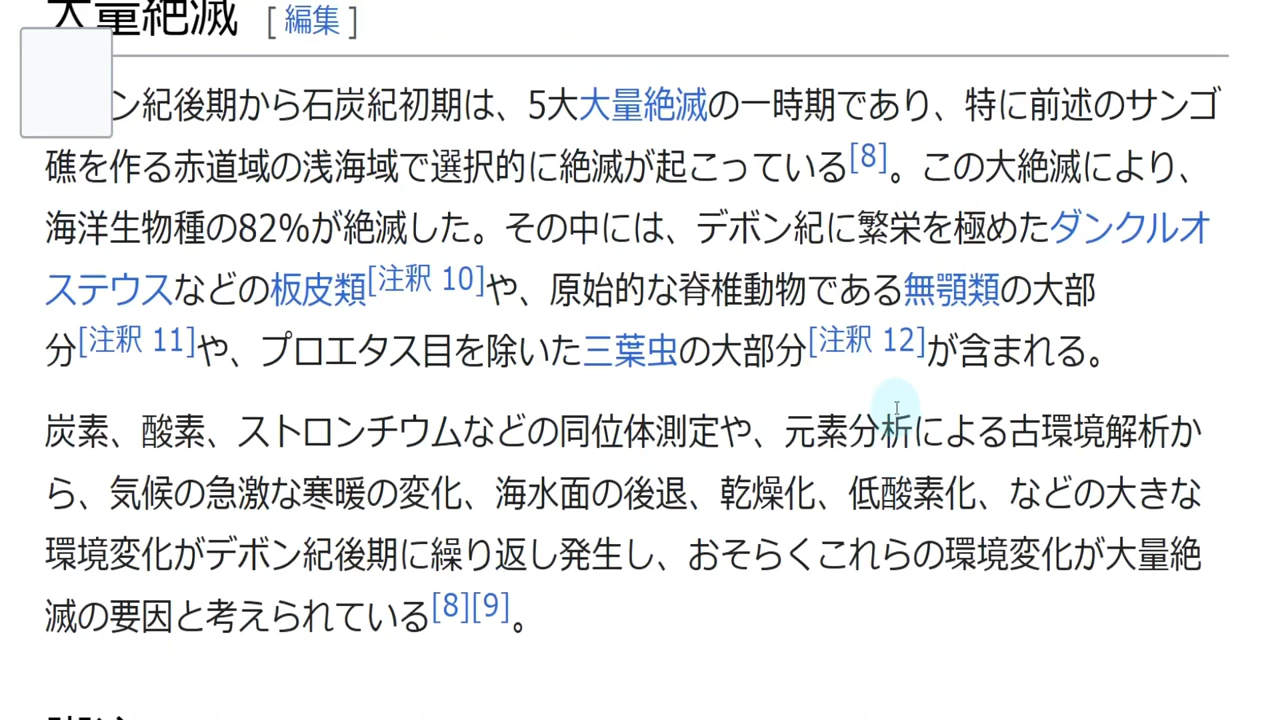 大量絶滅 [編集]
ン紀後期から石炭紀初期は、5大大量絶滅の一時期であり、特に前述のサンゴ
礁を作る赤道域の浅海域で選択的に絶滅が起こっている[8]。この大絶滅により、
海洋生物種の82%が絶滅した。その中には、デボン紀に繁栄を極めたダンクルオ
ステウスなどの板皮類[注釈 10]や、原始的な脊椎動物である無顎類の大部
分[注釈 11]や、プロエタス目を除いた三葉虫の大部分[注釈 12]が含まれる。
炭素、酸素、ストロンチウムなどの同位体測定や、元素分析による古環境解析か
ら、気候の急激な寒暖の変化、海水面の後退、乾燥化、低酸素化、などの大きな
環境変化がデボン紀後期に繰り返し発生し、おそらくこれらの環境変化が大量絶
滅の要因と考えられている[8][9]。